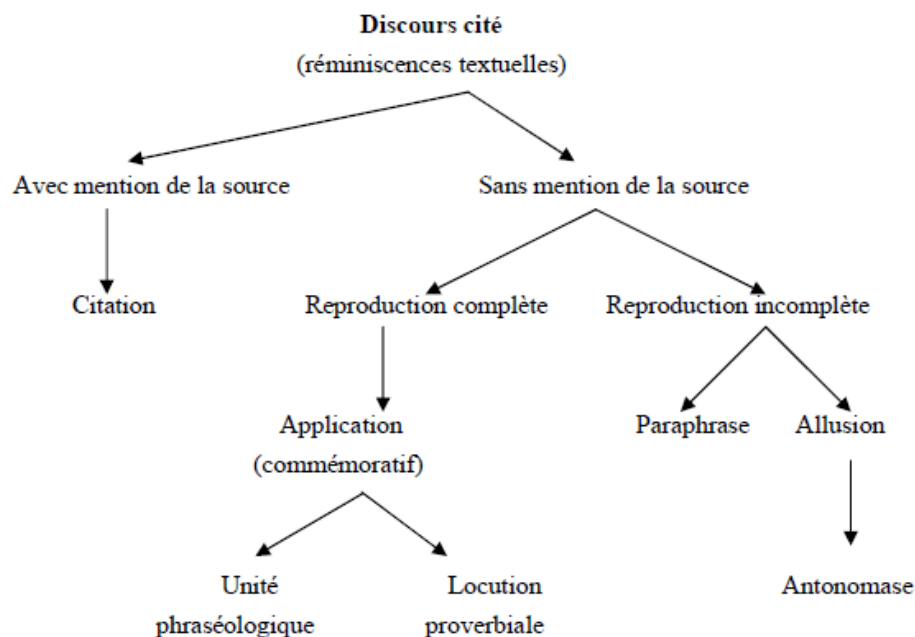 Discours cité
(réminiscences textuelles)
Avec mention de la source
Sans mention de la source
Citation
Reproduction complète
Reproduction incomplète
Application
(commémoratif)
Paraphrase
Allusion
Unité
phraséologique
Locution
proverbiale
Antonomase